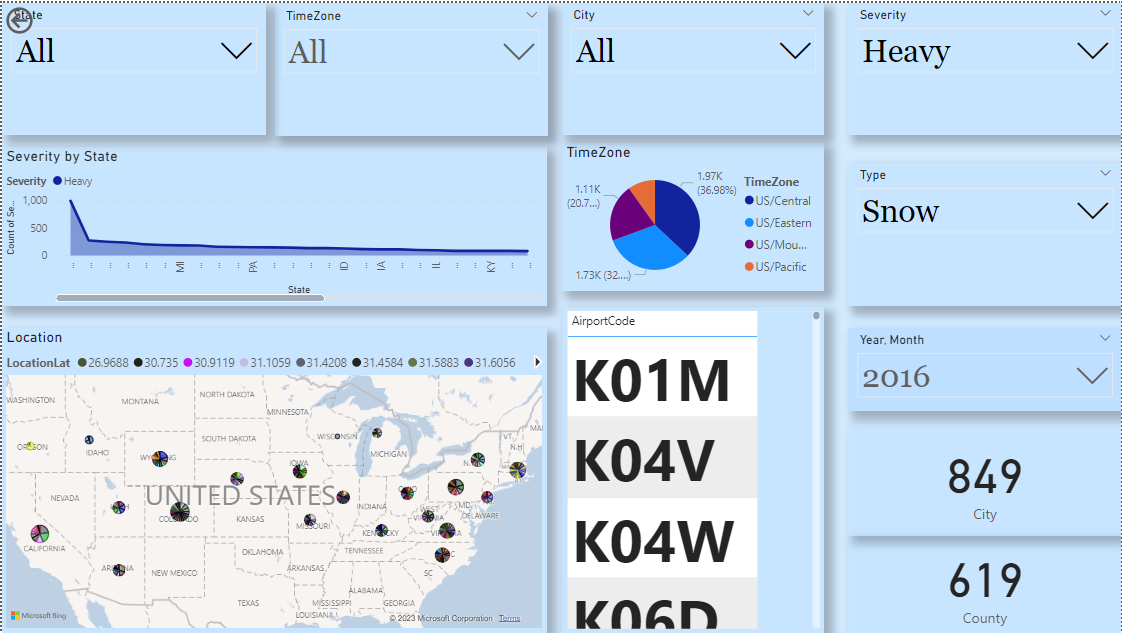 State
All
TimeZone
All
City
All
Severity
Heavy
Severity by State
Severity Heavy
Count of Se...
1,000
500
0
MI
PA
ID
IA
IL
KY
State
TimeZone
1.97K
(36.98%)
1.11K
(20.7...)
1.73K (32....)
TimeZone
US/Central
US/Eastern
US/Mou...
US/Pacific
Type
Snow
Location
LocationLat 26.9688 30.735 30.9119 31.1059 31.4208 31.4584 31.5883 31.6056
WASHINGTON
MONTANA
NORTH DAKOTA
MINNESOTA
OREGON
IDAHO
WYOMING
SOUTH DAKOTA
WISCONSIN
MICHIGAN
VT.
N.H
MA
IOWA
NEVADA
UNITED STATES
COLORADO
KANSAS
MISSOURI
INDIANA
OHIO
MD.
DELAWARE
CALIFORNIA
KENTUCKY
VIRGINIA
ARIZONA
NEW MEXICO
OKLAHOMA
ARKANSAS
TENNESSEE
SC
TEXAS
MISSISSIPPI
ALABAMA
GEORGIA
LOUISIANA
Microsoft Bing
© 2023 Microsoft Corporation Terms
AirportCode
K01M
K04V
K04W
K06D
Year, Month
2016
849
City
619
County